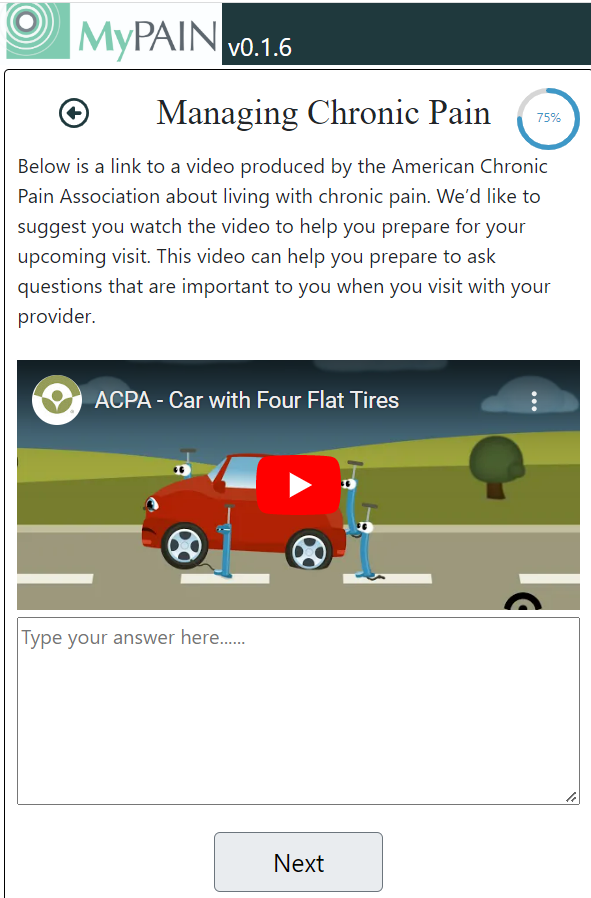 MyPAIN v0.1.6
Managing Chronic Pain
75%
Below is a link to a video produced by the American Chronic
Pain Association about living with chronic pain. We’d like to
suggest you watch the video to help you prepare for your
upcoming visit. This video can help you prepare to ask
questions that are important to you when you visit with your
provider.
ACPA - Car with Four Flat Tires
Type your answer here......
Next